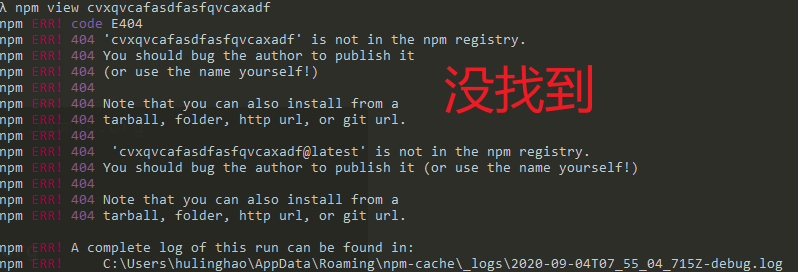 λ npm view cvxqvcafasdfasfqvcaxadf
npm ERR! code E404
npm ERR! 404 'cvxqvcafasdfasfqvcaxadf' is not in the npm registry.
npm ERR! 404 You should bug the author to publish it
npm ERR! 404 (or use the name yourself!)
npm ERR! 404
npm ERR! 404 Note that you can also install from a
npm ERR! 404 tarball, folder, http url, or git url.
npm ERR! 404
npm ERR! 404  'cvxqvcafasdfasfqvcaxadf@latest' is not in the npm registry.
npm ERR! 404 You should bug the author to publish it (or use the name yourself!)
npm ERR! 404
npm ERR! 404 Note that you can also install from a
npm ERR! 404 tarball, folder, http url, or git url.
npm ERR! A complete log of this run can be found in:
npm ERR!     C:\Users\hulinghao\AppData\Roaming\npm-cache\_logs\2020-09-04T07_55_04_715Z-debug.log
没找到